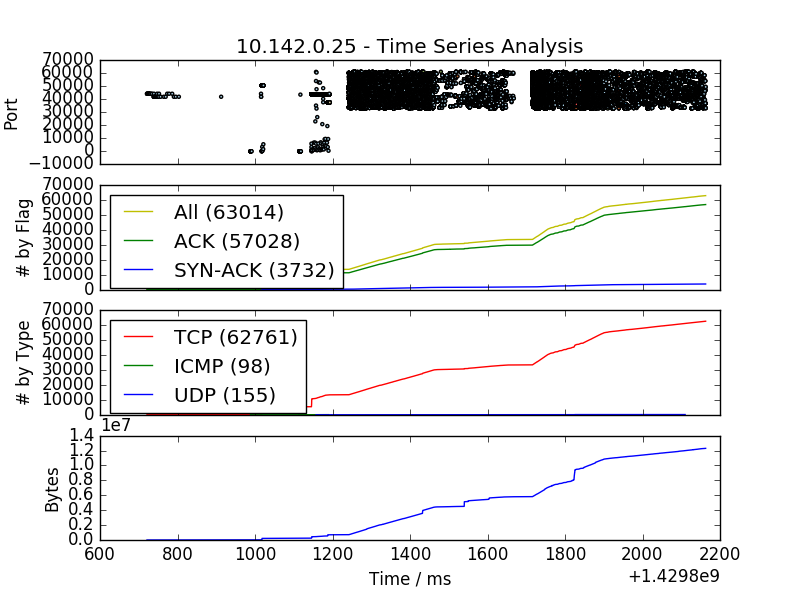 10.142.0.25 - Time Series Analysis
70000
60000
50000
40000
30000
20000
10000
0
−10000
Port
70000
60000
50000
40000
30000
20000
10000
0
# by Flag
All (63014)
ACK (57028)
SYN-ACK (3732)
70000
60000
50000
40000
30000
20000
10000
0
# by Type
TCP (62761)
ICMP (98)
UDP (155)
1e7
1.4
1.2
1.0
0.8
0.6
0.4
0.2
0.0
Bytes
600 800 1000 1200 1400 1600 1800 2000 2200
Time / ms
+1.4298e9